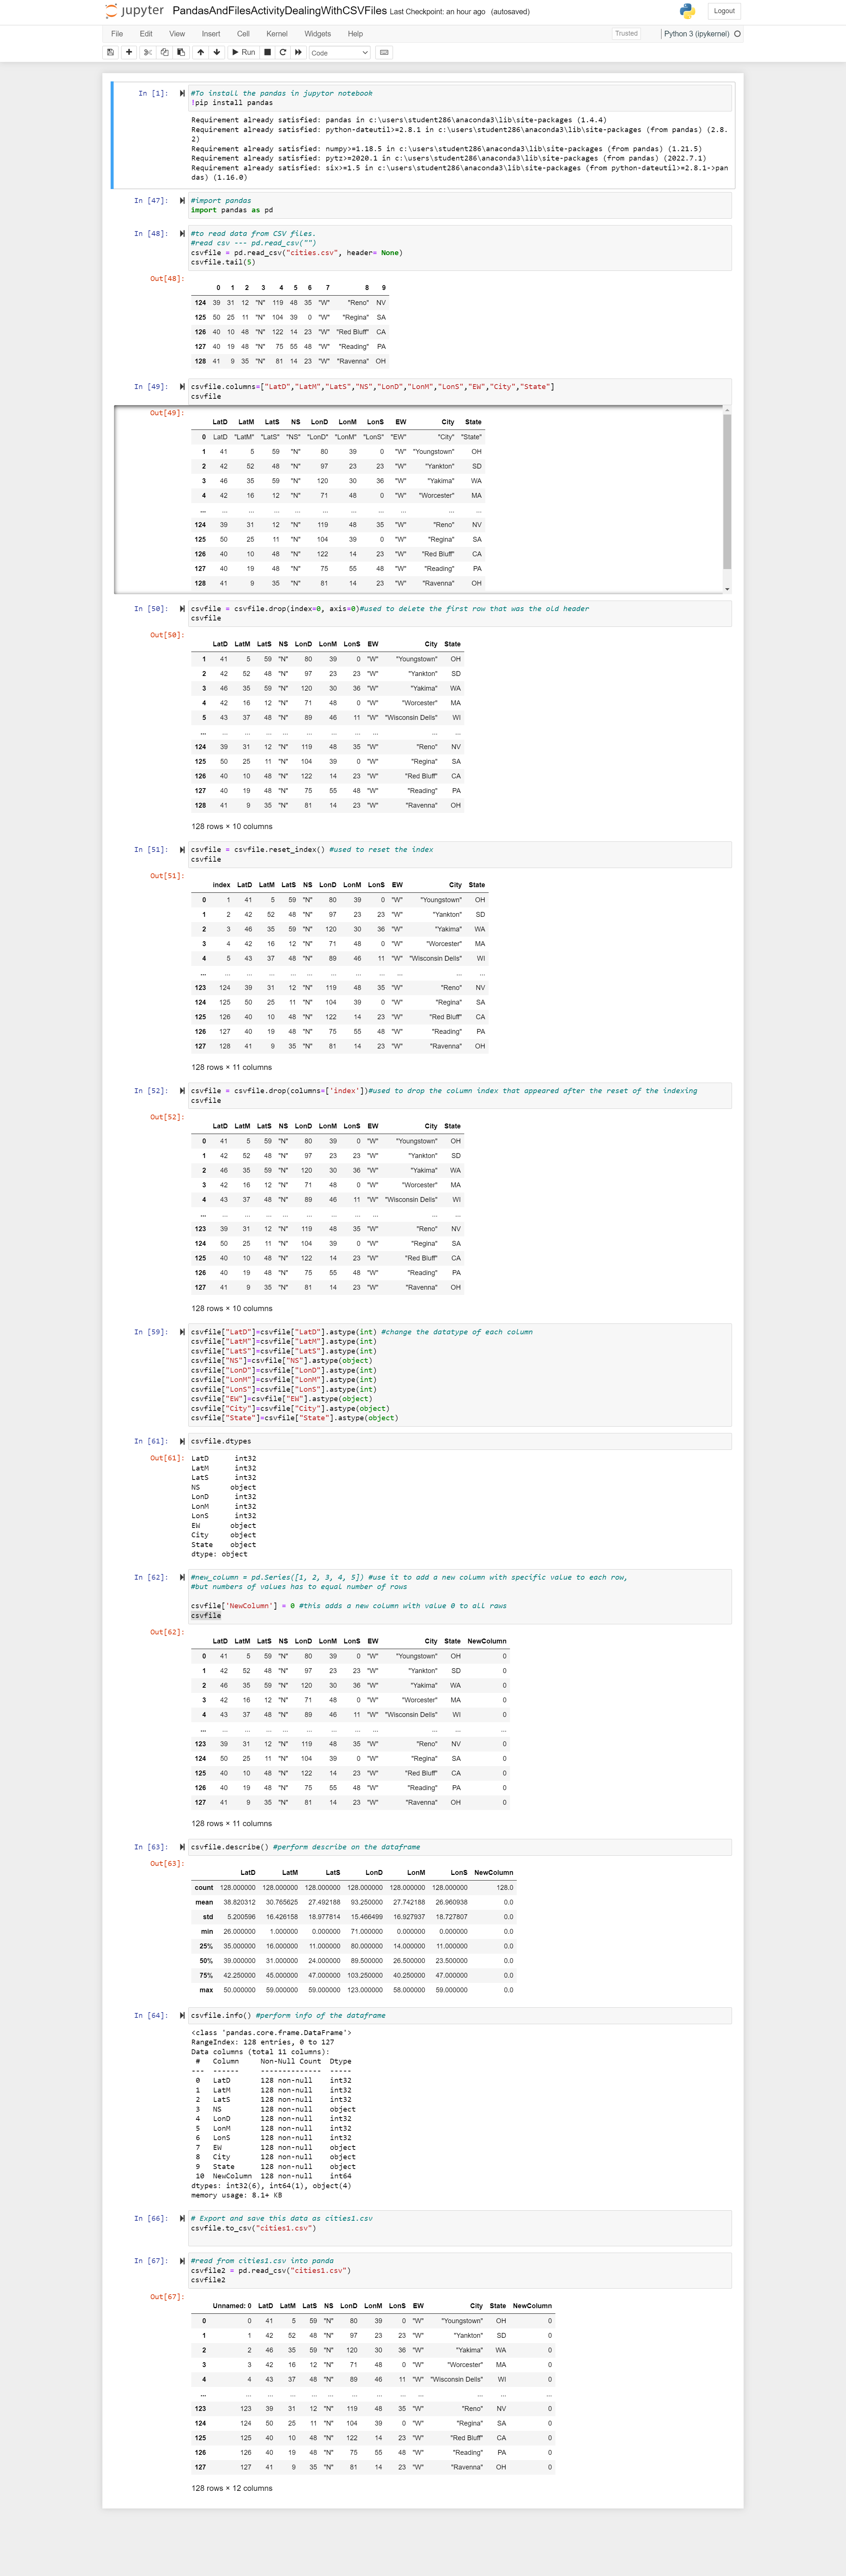 jupyter PandasAndFilesActivityDealingWithCSVFiles Last Checkpoint: an hour ago (autosaved)
Logout
File Edit View Insert Cell Kernel Widgets Help
Trusted Python 3 (ipykernel)
Run Code
In [1]:
#To install the pandas in jupytor notebook
!pip install pandas
Requirement already satisfied: pandas in c:\users\student286\anaconda3\lib\site-packages (1.4.4)
Requirement already satisfied: python-dateutil>=2.8.1 in c:\users\student286\anaconda3\lib\site-packages (from pandas) (2.8.
2)
Requirement already satisfied: numpy>=1.18.5 in c:\users\student286\anaconda3\lib\site-packages (from pandas) (1.21.5)
Requirement already satisfied: pytz>=2020.1 in c:\users\student286\anaconda3\lib\site-packages (from pandas) (2022.7.1)
Requirement already satisfied: six>=1.5 in c:\users\student286\anaconda3\lib\site-packages (from python-dateutil>=2.8.1->pan
das) (1.16.0)
In [47]:
#import pandas
import pandas as pd
In [48]:
#to read data from CSV files.
#read csv --- pd.read_csv("")
csvfile = pd.read_csv("cities.csv", header= None)
csvfile.tail(5)
Out[48]:
0 1 2 3 4 5 6 7 8 9
124 39 31 12 "N" 119 48 35 "W" "Reno" NV
125 50 25 11 "N" 104 39 0 "W" "Regina" SA
126 40 10 48 "N" 122 14 23 "W" "Red Bluff" CA
127 40 19 48 "N" 75 55 48 "W" "Reading" PA
128 41 9 35 "N" 81 14 23 "W" "Ravenna" OH
In [49]:
csvfile.columns=["LatD","LatM","LatS","NS","LonD","LonM","LonS","EW","City","State"]
csvfile
Out[49]:
LatD LatM LatS NS LonD LonM LonS EW City State
0 LatD "LatM" "LatS" "NS" "LonD" "LonM" "LonS" "EW" "City" "State"
1 41 5 59 "N" 80 39 0 "W" "Youngstown" OH
2 42 52 48 "N" 97 23 23 "W" "Yankton" SD
3 46 35 59 "N" 120 30 36 "W" "Yakima" WA
4 42 16 12 "N" 71 48 0 "W" "Worcester" MA
... ... ... ... ... ... ... ... ... ... ...
124 39 31 12 "N" 119 48 35 "W" "Reno" NV
125 50 25 11 "N" 104 39 0 "W" "Regina" SA
126 40 10 48 "N" 122 14 23 "W" "Red Bluff" CA
127 40 19 48 "N" 75 55 48 "W" "Reading" PA
128 41 9 35 "N" 81 14 23 "W" "Ravenna" OH
In [50]:
csvfile = csvfile.drop(index=0, axis=0)#used to delete the first row that was the old header
csvfile
Out[50]:
LatD LatM LatS NS LonD LonM LonS EW City State
1 41 5 59 "N" 80 39 0 "W" "Youngstown" OH
2 42 52 48 "N" 97 23 23 "W" "Yankton" SD
3 46 35 59 "N" 120 30 36 "W" "Yakima" WA
4 42 16 12 "N" 71 48 0 "W" "Worcester" MA
5 43 37 48 "N" 89 46 11 "W" "Wisconsin Dells" WI
... ... ... ... ... ... ... ... ... ... ...
124 39 31 12 "N" 119 48 35 "W" "Reno" NV
125 50 25 11 "N" 104 39 0 "W" "Regina" SA
126 40 10 48 "N" 122 14 23 "W" "Red Bluff" CA
127 40 19 48 "N" 75 55 48 "W" "Reading" PA
128 41 9 35 "N" 81 14 23 "W" "Ravenna" OH
128 rows × 10 columns
In [51]:
csvfile = csvfile.reset_index() #used to reset the index
csvfile
Out[51]:
index LatD LatM LatS NS LonD LonM LonS EW City State
0 1 41 5 59 "N" 80 39 0 "W" "Youngstown" OH
1 2 42 52 48 "N" 97 23 23 "W" "Yankton" SD
2 3 46 35 59 "N" 120 30 36 "W" "Yakima" WA
3 4 42 16 12 "N" 71 48 0 "W" "Worcester" MA
4 5 43 37 48 "N" 89 46 11 "W" "Wisconsin Dells" WI
... ... ... ... ... ... ... ... ... ... ... ...
123 124 39 31 12 "N" 119 48 35 "W" "Reno" NV
124 125 50 25 11 "N" 104 39 0 "W" "Regina" SA
125 126 40 10 48 "N" 122 14 23 "W" "Red Bluff" CA
126 127 40 19 48 "N" 75 55 48 "W" "Reading" PA
127 128 41 9 35 "N" 81 14 23 "W" "Ravenna" OH
128 rows × 11 columns
In [52]:
csvfile = csvfile.drop(columns=['index'])#used to drop the column index that appeared after the reset of the indexing
csvfile
Out[52]:
LatD LatM LatS NS LonD LonM LonS EW City State
0 41 5 59 "N" 80 39 0 "W" "Youngstown" OH
1 42 52 48 "N" 97 23 23 "W" "Yankton" SD
2 46 35 59 "N" 120 30 36 "W" "Yakima" WA
3 42 16 12 "N" 71 48 0 "W" "Worcester" MA
4 43 37 48 "N" 89 46 11 "W" "Wisconsin Dells" WI
... ... ... ... ... ... ... ... ... ... ...
123 39 31 12 "N" 119 48 35 "W" "Reno" NV
124 50 25 11 "N" 104 39 0 "W" "Regina" SA
125 40 10 48 "N" 122 14 23 "W" "Red Bluff" CA
126 40 19 48 "N" 75 55 48 "W" "Reading" PA
127 41 9 35 "N" 81 14 23 "W" "Ravenna" OH
128 rows × 10 columns
In [59]:
csvfile["LatD"]=csvfile["LatD"].astype(int) #change the datatype of each column
csvfile["LatM"]=csvfile["LatM"].astype(int)
csvfile["LatS"]=csvfile["LatS"].astype(int)
csvfile["NS"]=csvfile["NS"].astype(object)
csvfile["LonD"]=csvfile["LonD"].astype(int)
csvfile["LonM"]=csvfile["LonM"].astype(int)
csvfile["LonS"]=csvfile["LonS"].astype(int)
csvfile["EW"]=csvfile["EW"].astype(object)
csvfile["City"]=csvfile["City"].astype(object)
csvfile["State"]=csvfile["State"].astype(object)
In [61]:
csvfile.dtypes
Out[61]:
LatD int32
LatM int32
LatS int32
NS object
LonD int32
LonM int32
LonS int32
EW object
City object
State object
dtype: object
In [62]:
#new_column = pd.Series([1, 2, 3, 4, 5]) #use it to add a new column with specific value to each row,
#but numbers of values has to equal number of rows
csvfile['NewColumn'] = 0 #this adds a new column with value 0 to all raws
csvfile
Out[62]:
LatD LatM LatS NS LonD LonM LonS EW City State NewColumn
0 41 5 59 "N" 80 39 0 "W" "Youngstown" OH 0
1 42 52 48 "N" 97 23 23 "W" "Yankton" SD 0
2 46 35 59 "N" 120 30 36 "W" "Yakima" WA 0
3 42 16 12 "N" 71 48 0 "W" "Worcester" MA 0
4 43 37 48 "N" 89 46 11 "W" "Wisconsin Dells" WI 0
... ... ... ... ... ... ... ... ... ... ... ...
123 39 31 12 "N" 119 48 35 "W" "Reno" NV 0
124 50 25 11 "N" 104 39 0 "W" "Regina" SA 0
125 40 10 48 "N" 122 14 23 "W" "Red Bluff" CA 0
126 40 19 48 "N" 75 55 48 "W" "Reading" PA 0
127 41 9 35 "N" 81 14 23 "W" "Ravenna" OH 0
128 rows × 11 columns
In [63]:
csvfile.describe() #perform describe on the dataframe
Out[63]:
LatD LatM LatS LonD LonM LonS NewColumn
count 128.000000 128.000000 128.000000 128.000000 128.000000 128.000000 128.0
mean 38.820312 30.765625 27.492188 93.250000 27.742188 26.960938 0.0
std 5.200596 16.426158 18.977814 15.466499 16.927937 18.727807 0.0
min 26.000000 1.000000 0.000000 71.000000 0.000000 0.000000 0.0
25% 35.000000 16.000000 11.000000 80.000000 14.000000 11.000000 0.0
50% 39.000000 31.000000 24.000000 89.500000 26.500000 23.500000 0.0
75% 42.250000 45.000000 47.000000 103.250000 40.250000 47.000000 0.0
max 50.000000 59.000000 59.000000 123.000000 58.000000 59.000000 0.0
In [64]:
csvfile.info() #perform info of the dataframe
<class 'pandas.core.frame.DataFrame'>
RangeIndex: 128 entries, 0 to 127
Data columns (total 11 columns):
# Column Non-Null Count Dtype
--- ------ -------------- -----
0 LatD 128 non-null int32
1 LatM 128 non-null int32
2 LatS 128 non-null int32
3 NS 128 non-null object
4 LonD 128 non-null int32
5 LonM 128 non-null int32
6 LonS 128 non-null int32
7 EW 128 non-null object
8 City 128 non-null object
9 State 128 non-null object
10 NewColumn 128 non-null int64
dtypes: int32(6), int64(1), object(4)
memory usage: 8.1+ KB
In [66]:
# Export and save this data as cities1.csv
csvfile.to_csv("cities1.csv")
In [67]:
#read from cities1.csv into panda
csvfile2 = pd.read_csv("cities1.csv")
csvfile2
Out[67]:
Unnamed: 0 LatD LatM LatS NS LonD LonM LonS EW City State NewColumn
0 0 41 5 59 "N" 80 39 0 "W" "Youngstown" OH 0
1 1 42 52 48 "N" 97 23 23 "W" "Yankton" SD 0
2 2 46 35 59 "N" 120 30 36 "W" "Yakima" WA 0
3 3 42 16 12 "N" 71 48 0 "W" "Worcester" MA 0
4 4 43 37 48 "N" 89 46 11 "W" "Wisconsin Dells" WI 0
... ... ... ... ... ... ... ... ... ... ... ... ...
123 123 39 31 12 "N" 119 48 35 "W" "Reno" NV 0
124 124 50 25 11 "N" 104 39 0 "W" "Regina" SA 0
125 125 40 10 48 "N" 122 14 23 "W" "Red Bluff" CA 0
126 126 40 19 48 "N" 75 55 48 "W" "Reading" PA 0
127 127 41 9 35 "N" 81 14 23 "W" "Ravenna" OH 0
128 rows × 12 columns